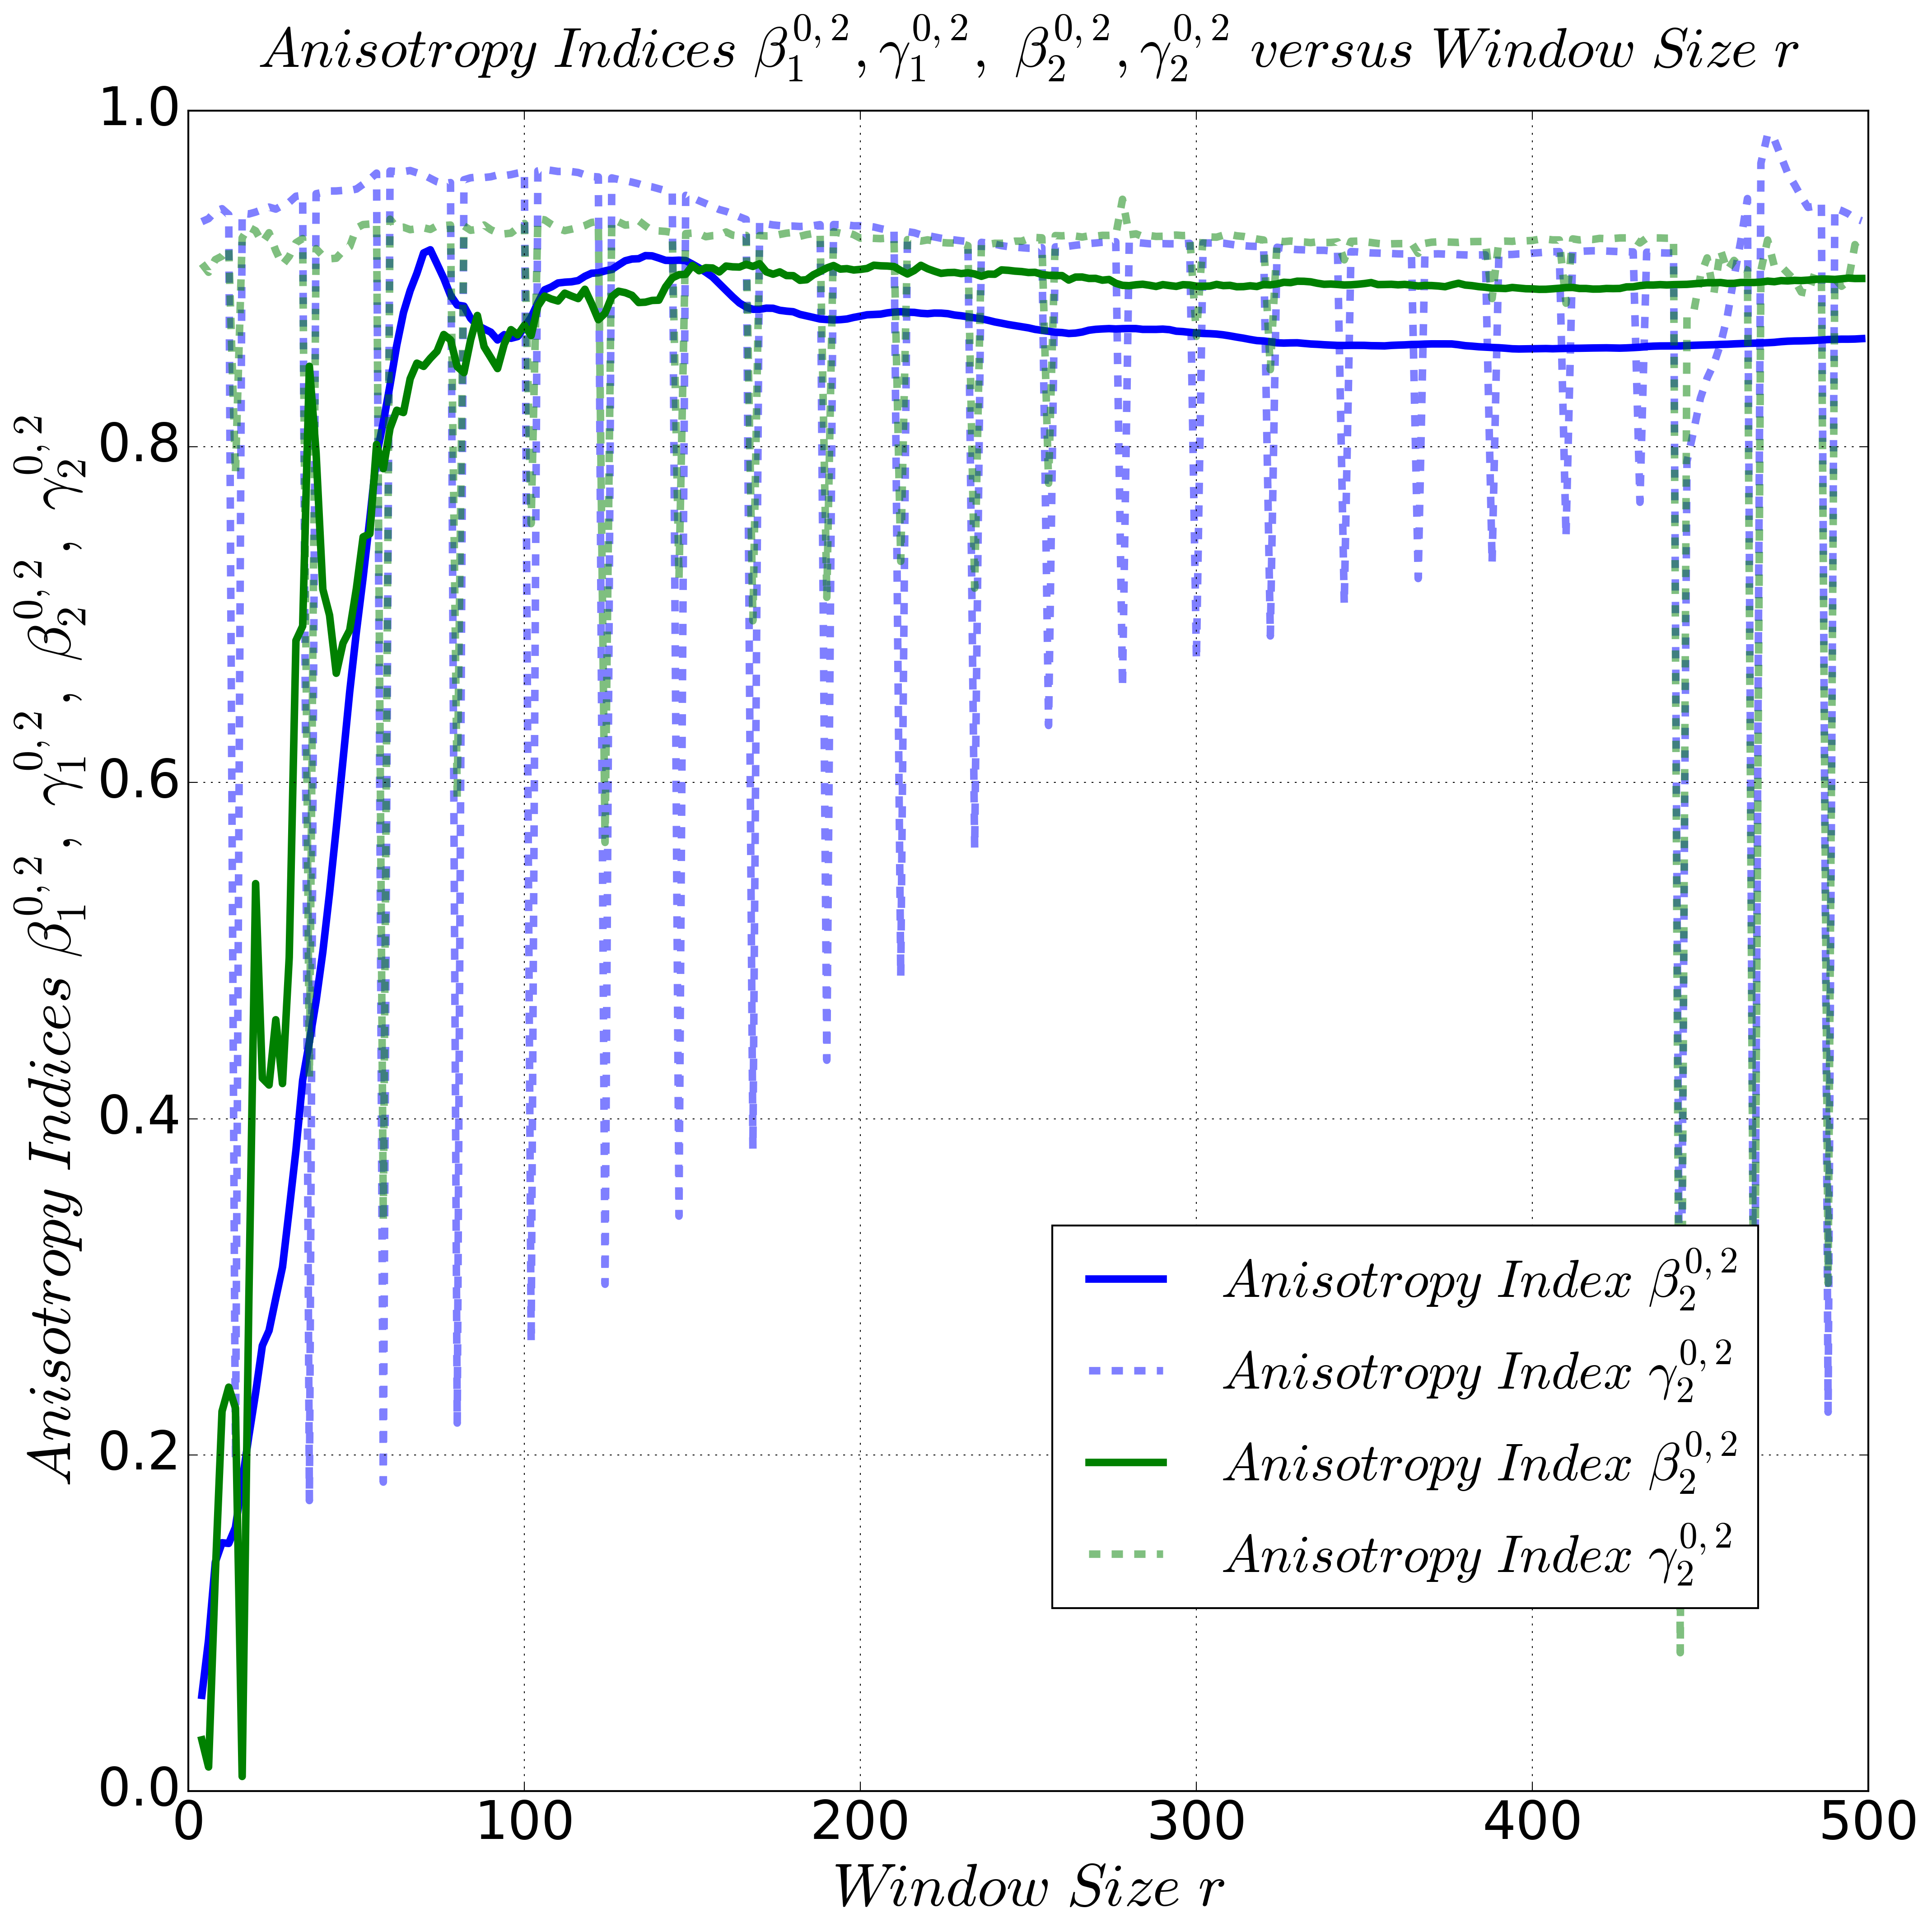 Anisotropy Indices β₁^{0,2}, γ₁^{0,2}, β₂^{0,2}, γ₂^{0,2} versus Window Size r
Anisotropy Indices β₁^{0,2}, γ₁^{0,2}, β₂^{0,2}, γ₂^{0,2}
1.0
0.8
0.6
0.4
0.2
0.0
Anisotropy Index β₂^{0,2}
Anisotropy Index γ₂^{0,2}
Anisotropy Index β₂^{0,2}
Anisotropy Index γ₂^{0,2}
0 100 200 300 400 500
Window Size r